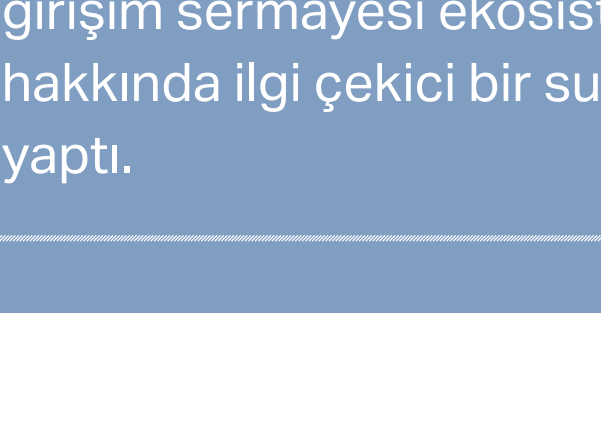 girişim sermayesi ekosist
hakkında ilgi çekici bir su
yaptı.